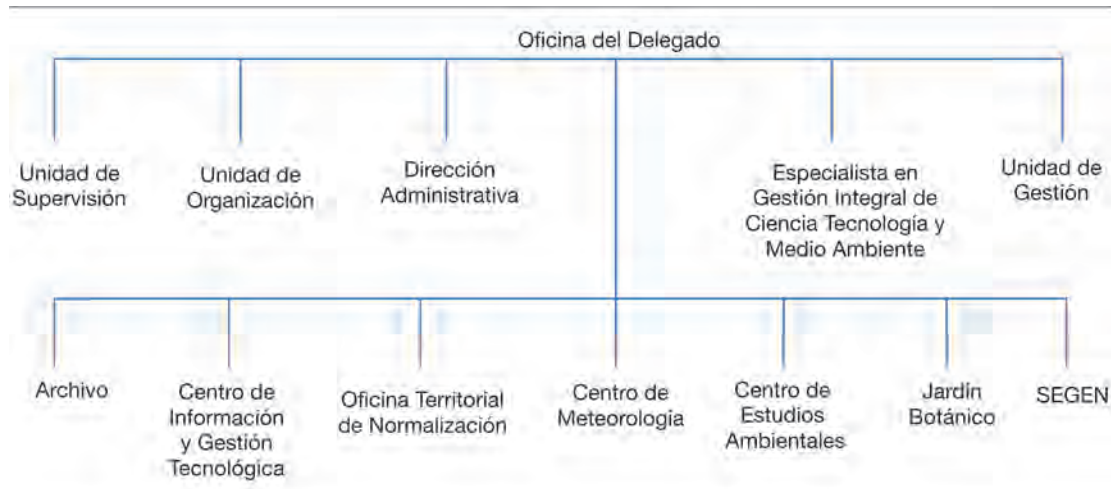 Oficina del Delegado
Unidad de
Supervisión
Unidad de
Organización
Dirección
Administrativa
Especialista en
Gestión Integral de
Ciencia Tecnología y
Medio Ambiente
Unidad de
Gestión
Archivo
Centro de
Información
y Gestión
Tecnológica
Oficina Territorial
de Normalización
Centro de
Meteorología
Centro de
Estudios
Ambientales
Jardín
Botánico
SEGEN